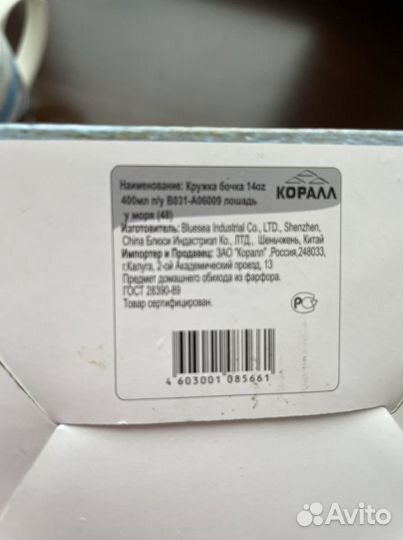 Наименование: Кружка бочка 14oz
400мл п/у B031-A06009 лошадь
у моря (48)
КОРАЛЛ
Изготовитель: Bluesea Industrial Co., LTD., Shenzhen,
China Блюси Индастриэл Ко., ЛТД., Шеньчжень, Китай
Импортер и Продавец: ЗАО "Коралл",Россия,248033,
г.Калуга, 2-ой Академический проезд, 13
Предмет домашнего обихода из фарфора.
ГОСТ 28390-89
Товар сертифицирован.
РСТ
4 603001 085661
Avito